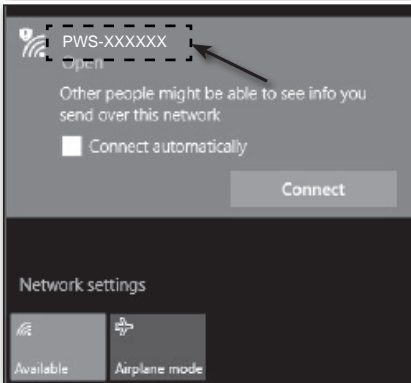 PWS-XXXXXX
Open
Other people might be able to see info you
send over this network
Connect automatically
Connect
Network settings
Available
Airplane mode